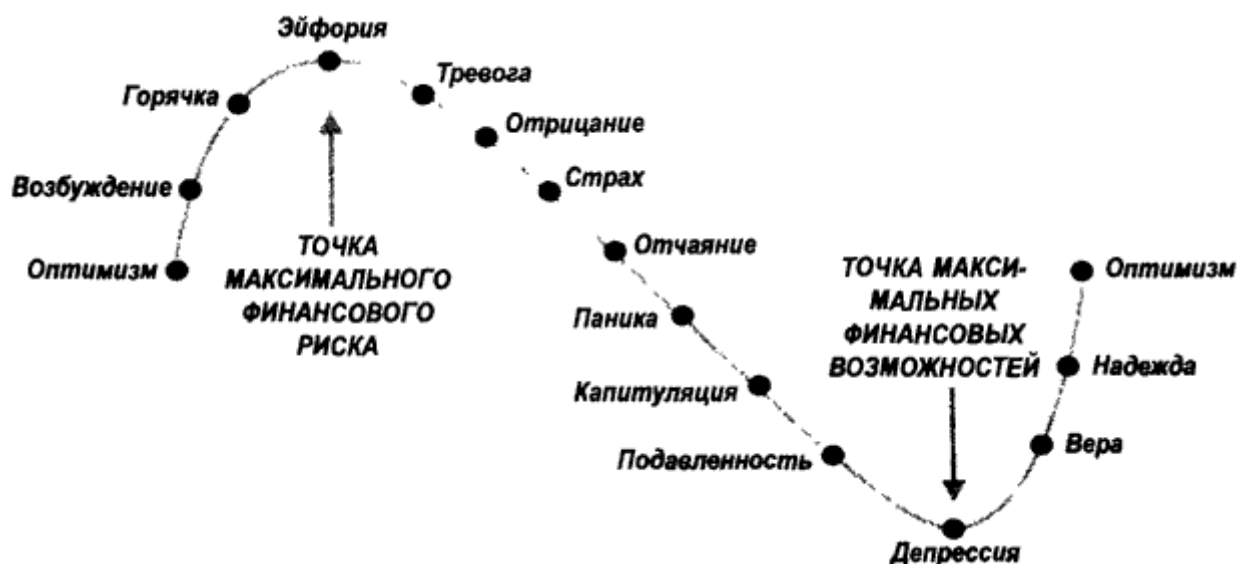 Эйфория
Тревога
Горячка
Отрицание
Страх
Возбуждение
Оптимизм
ТОЧКА
МАКСИМАЛЬНОГО
ФИНАНСОВОГО
РИСКА
Отчаяние
Паника
Капитуляция
Подавленность
ТОЧКА МАКСИ-
МАЛЬНЫХ
ФИНАНСОВЫХ
ВОЗМОЖНОСТЕЙ
Оптимизм
Надежда
Вера
Депрессия